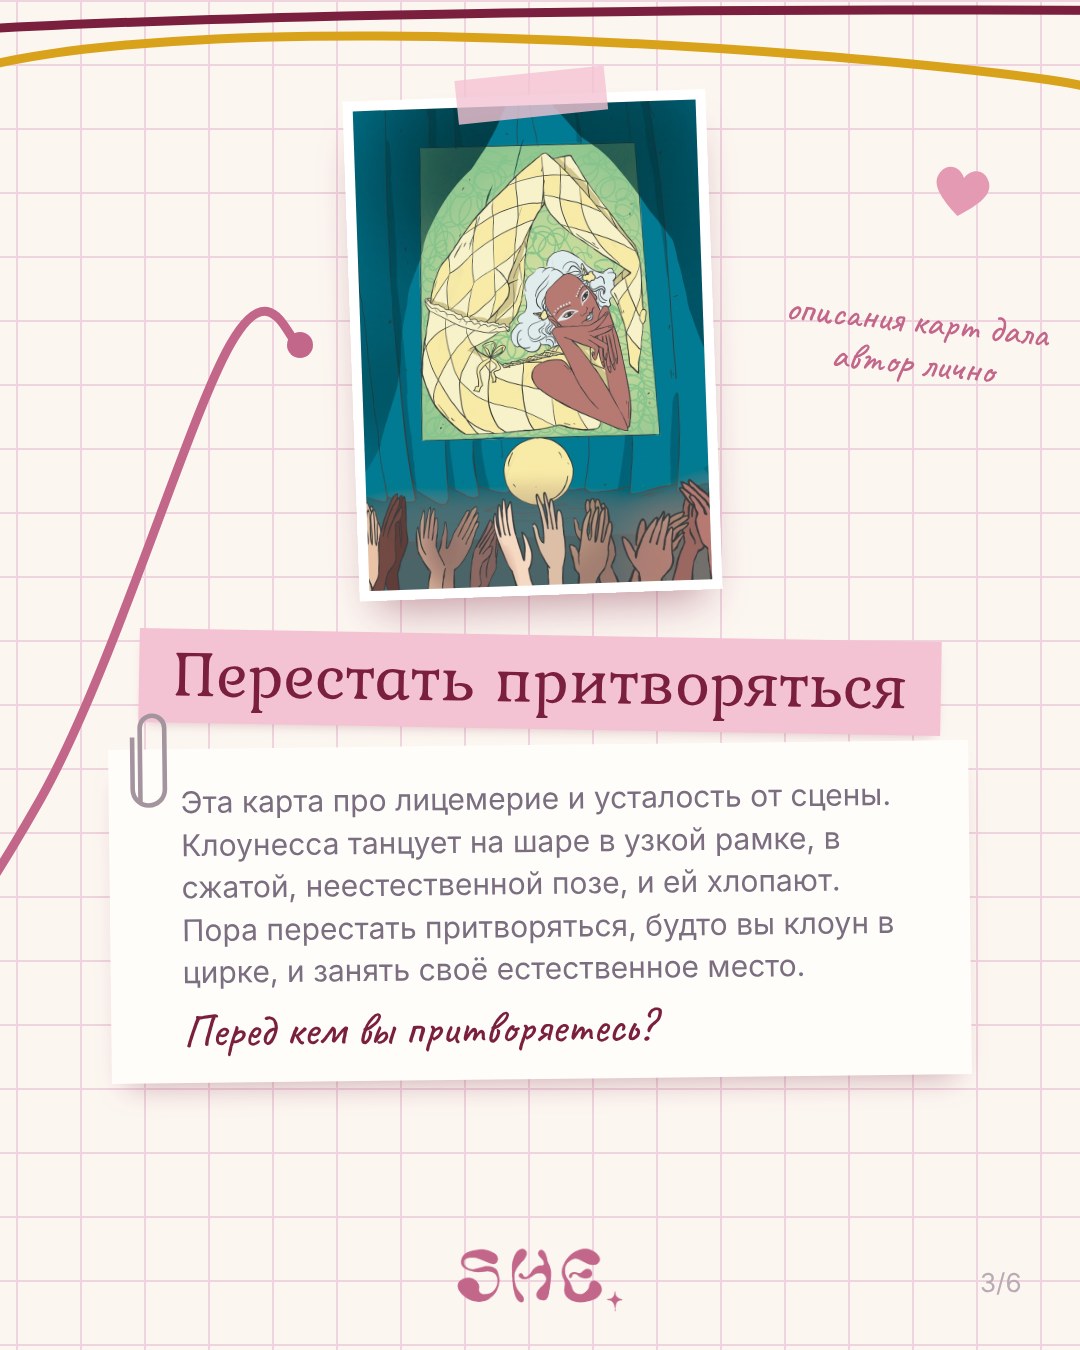 описания карт дала
автор лично
Перестать притворяться
Эта карта про лицемерие и усталость от сцены.
Клоунесса танцует на шаре в узкой рамке, в
сжатой, неестественной позе, и ей хлопают.
Пора перестать притворяться, будто вы клоун в
цирке, и занять своё естественное место.
Перед кем вы притворяетесь?
SHE
3/6